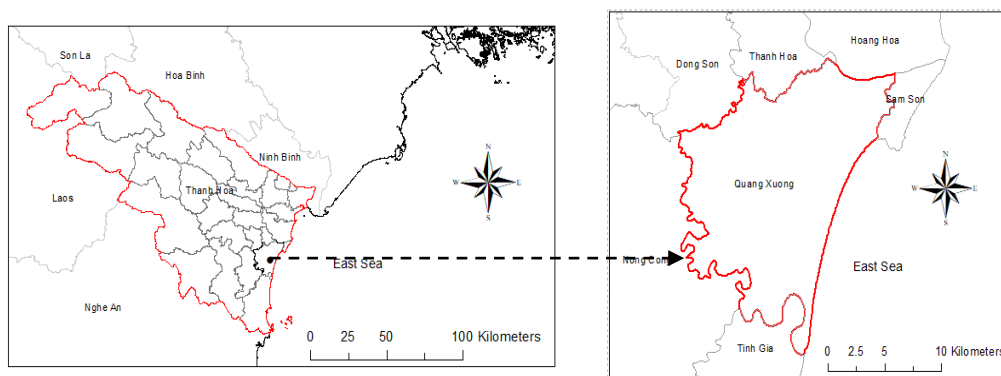 Son La
Hoa Binh
Ninh Binh
Thanh Hoa
Laos
East Sea
Nghe An
N
W E
S
0 25 50 100 Kilometers
Hoang Hoa
Thanh Hoa
Dong Son
Sam Son
Quang Xuong
N
W E
S
Nong Con
East Sea
Tinh Gia
0 2.5 5 10 Kilometers